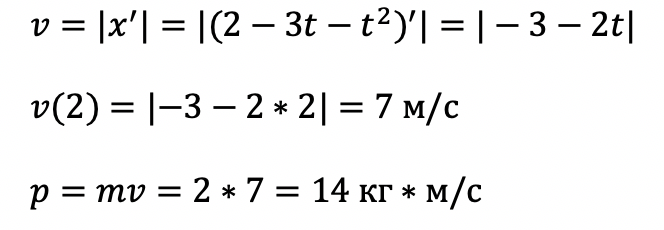 v = |x′| = |(2 − 3t − t²)′| = | − 3 − 2t|
v(2) = |−3 − 2 ∗ 2| = 7 м/с
p = mv = 2 ∗ 7 = 14 кг ∗ м/с